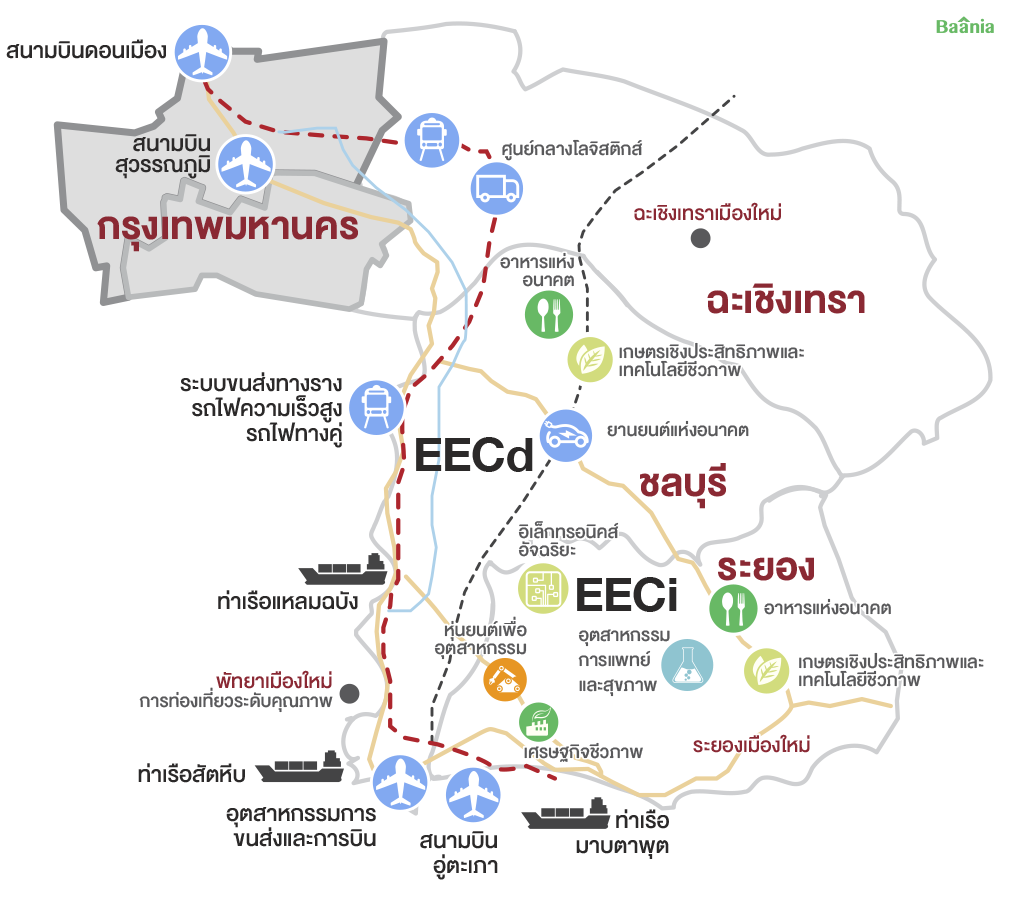 Baânia
สนามบินดอนเมือง
สนามบิน
สุวรรณภูมิ
กรุงเทพมหานคร
ศูนย์กลางโลจิสติกส์
ฉะเชิงเทราเมืองใหม่
ฉะเชิงเทรา
อาหารแห่ง
อนาคต
เกษตรเชิงประสิทธิภาพและ
เทคโนโลยีชีวภาพ
ระบบขนส่งทางราง
รถไฟความเร็วสูง
รถไฟทางคู่
EECd
ยานยนต์แห่งอนาคต
ชลบุรี
อิเล็กทรอนิคส์
อัจฉริยะ
EECi
ระยอง
อาหารแห่งอนาคต
ท่าเรือแหลมฉบัง
หุ่นยนต์เพื่อ
อุตสาหกรรม
อุตสาหกรรม
การแพทย์
และสุขภาพ
เกษตรเชิงประสิทธิภาพและ
เทคโนโลยีชีวภาพ
พัทยาเมืองใหม่
การท่องเที่ยวระดับคุณภาพ
เศรษฐกิจชีวภาพ
ระยองเมืองใหม่
ท่าเรือสัตหีบ
อุตสาหกรรมการ
ขนส่งและการบิน
สนามบิน
อู่ตะเภา
ท่าเรือ
มาบตาพุต